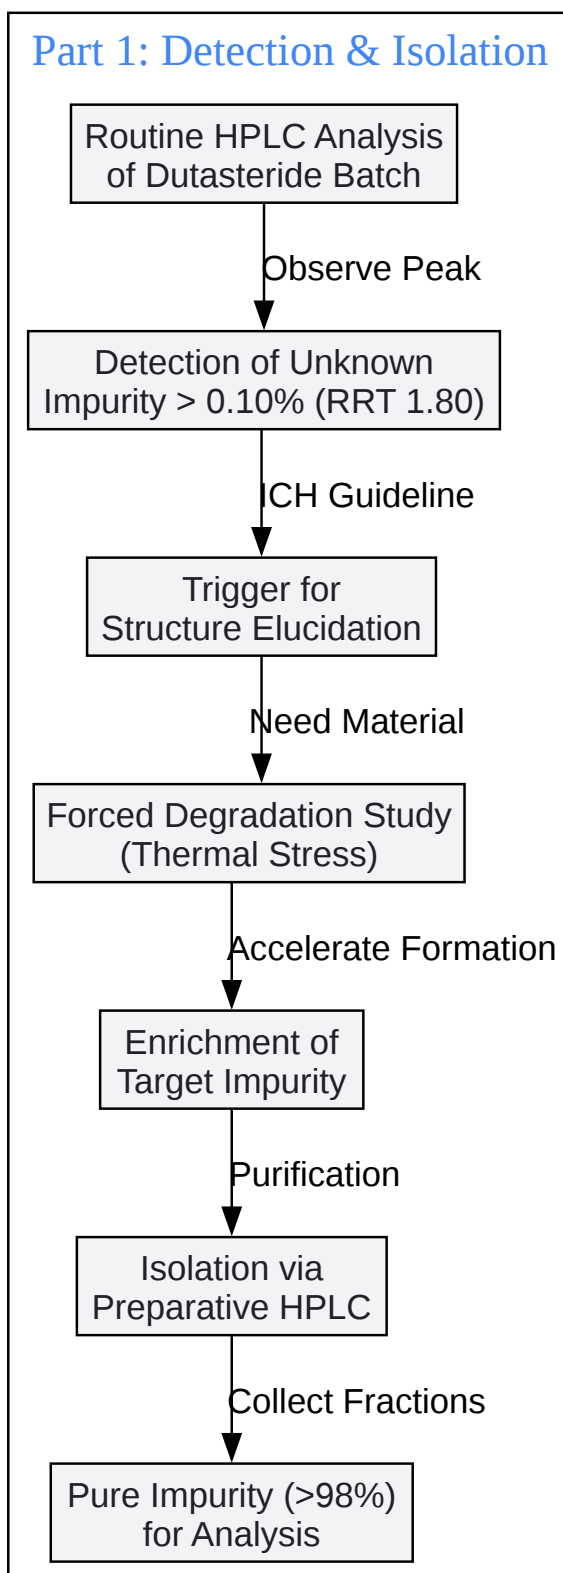 Part 1: Detection & Isolation
Routine HPLC Analysis
of Dutasteride Batch
Observe Peak
Detection of Unknown
Impurity > 0.10% (RRT 1.80)
ICH Guideline
Trigger for
Structure Elucidation
Need Material
Forced Degradation Study
(Thermal Stress)
Accelerate Formation
Enrichment of
Target Impurity
Purification
Isolation via
Preparative HPLC
Collect Fractions
Pure Impurity (>98%)
for Analysis